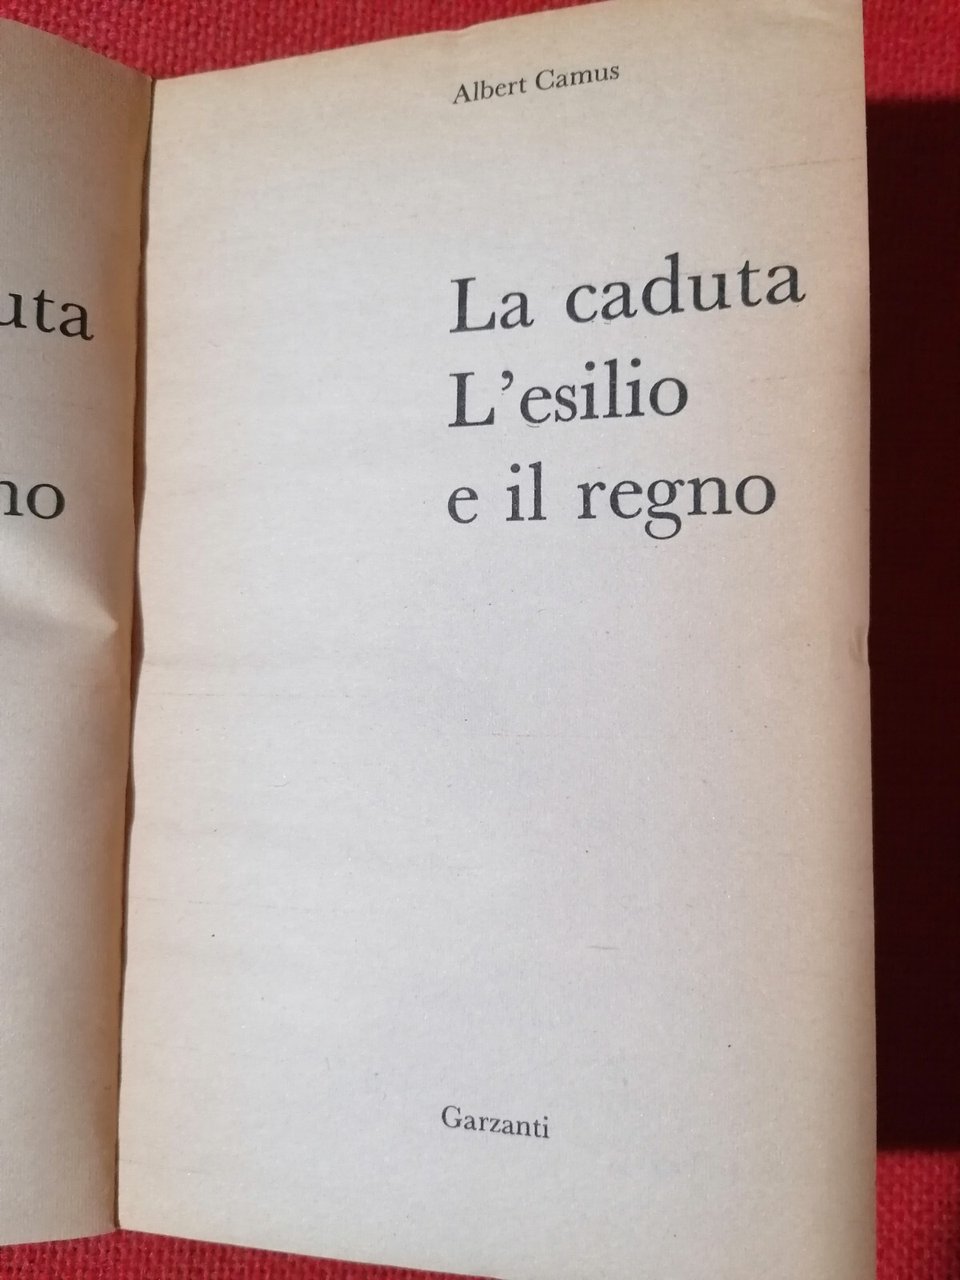 Albert Camus
La caduta
L'esilio
e il regno
Garzanti